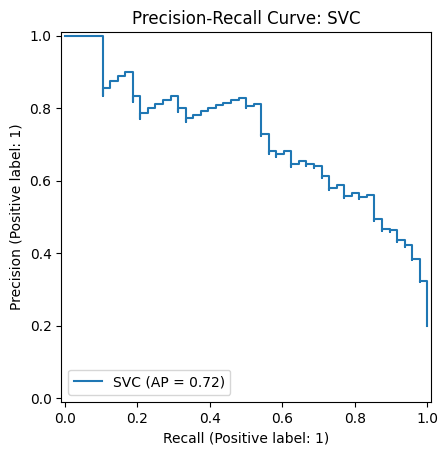 Precision-Recall Curve: SVC
Precision (Positive label: 1)
1.0
0.8
0.6
0.4
0.2
0.0
SVC (AP = 0.72)
0.0 0.2 0.4 0.6 0.8 1.0
Recall (Positive label: 1)